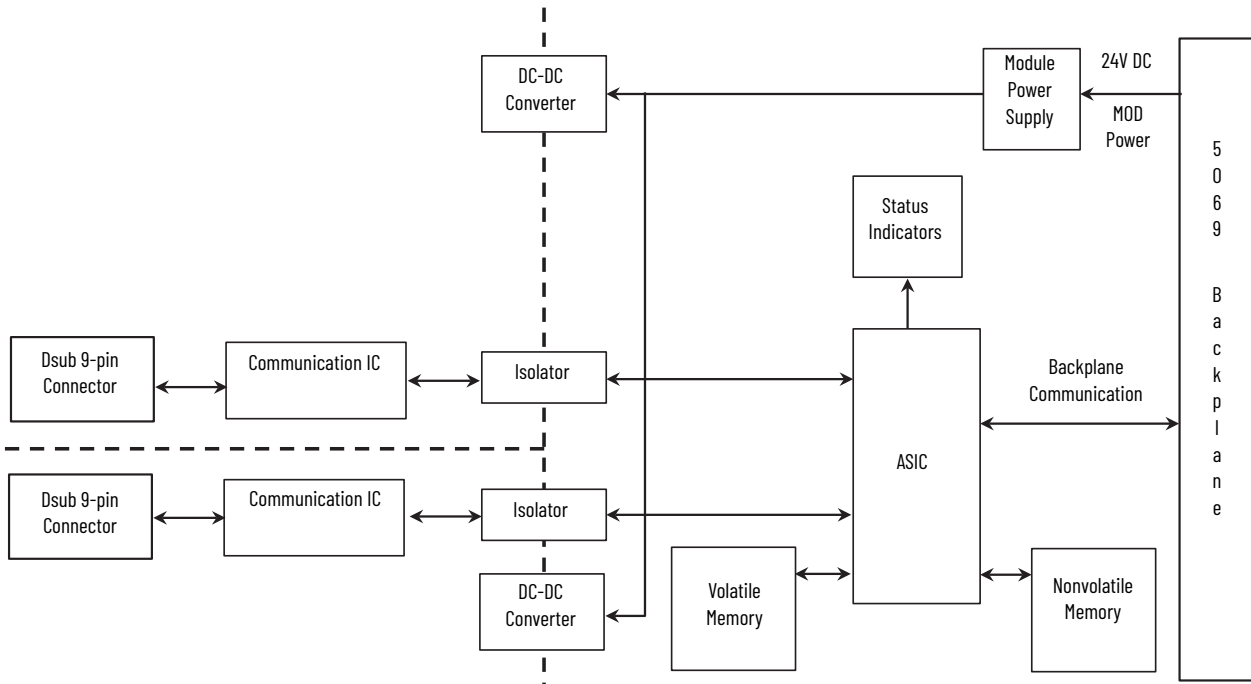 DC-DC
Converter
Module
Power
Supply
24V DC
MOD
Power
5
0
6
9
B
a
c
k
p
l
a
n
e
Status
Indicators
Dsub 9-pin
Connector
Communication IC
Isolator
Backplane
Communication
ASIC
Dsub 9-pin
Connector
Communication IC
Isolator
DC-DC
Converter
Volatile
Memory
Nonvolatile
Memory